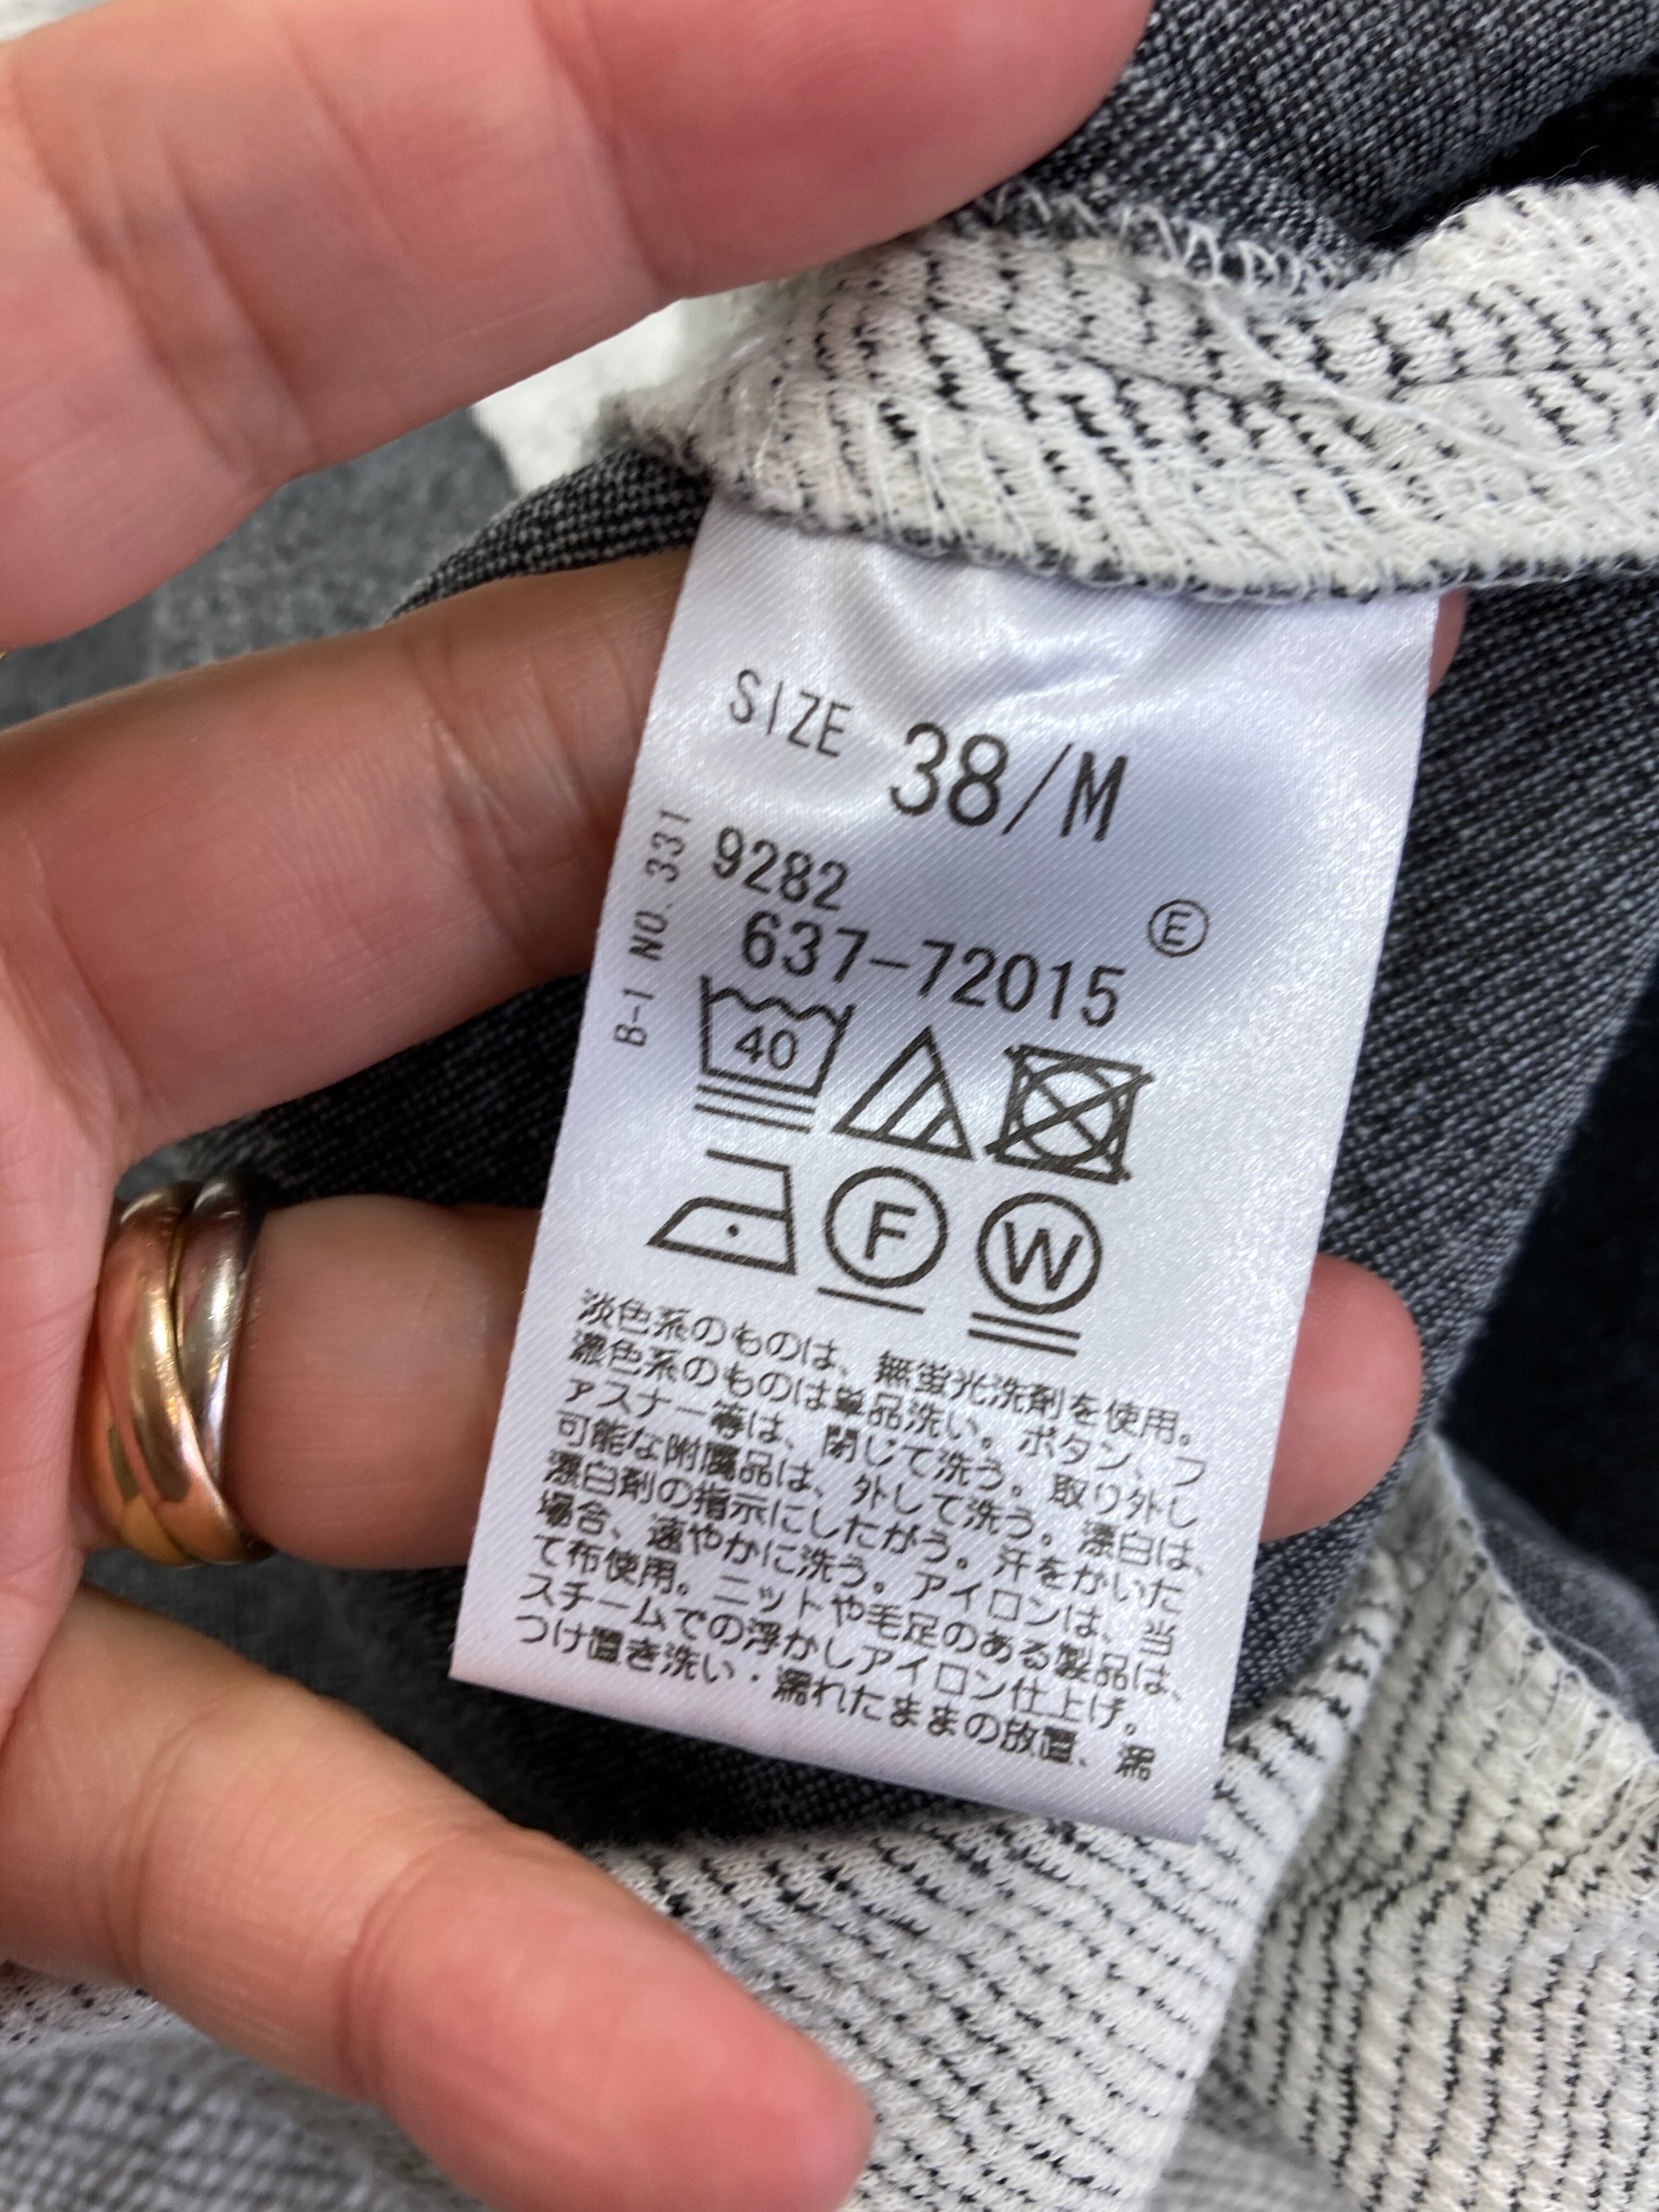 SIZE 38/M
B-1 NO. 331
9282
637-72015 Ⓔ
40
F W
淡色系のものは、無蛍光洗剤を使用。
濃色系のものは単品洗い。ボタン、フ
ァスナー等は、閉じて洗う。取り外し
可能な附属品は、外して洗う。漂白は、
漂白剤の指示にしたがう。汗をかいた
場合、速やかに洗う。アイロンは、当
て布使用。ニットや毛足のある製品は、
スチームでの浮かしアイロン仕上げ。
つけ置き洗い・濡れたままの放置、濡